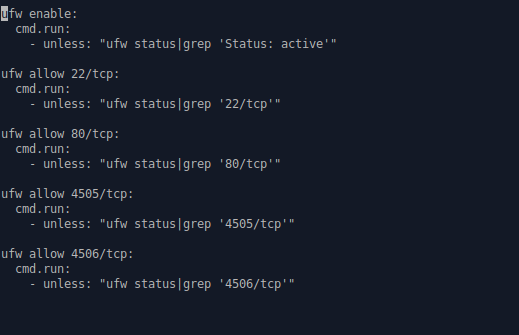 ufw enable:
  cmd.run:
    - unless: "ufw status|grep 'Status: active'"
ufw allow 22/tcp:
  cmd.run:
    - unless: "ufw status|grep '22/tcp'"
ufw allow 80/tcp:
  cmd.run:
    - unless: "ufw status|grep '80/tcp'"
ufw allow 4505/tcp:
  cmd.run:
    - unless: "ufw status|grep '4505/tcp'"
ufw allow 4506/tcp:
  cmd.run:
    - unless: "ufw status|grep '4506/tcp'"